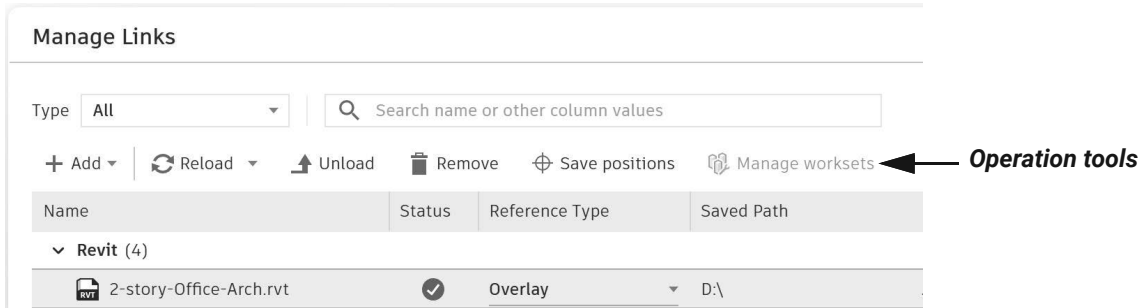 Manage Links
Type All Search name or other column values
Add Reload Unload Remove Save positions Manage worksets Operation tools
Name Status Reference Type Saved Path
Revit (4)
RVT 2-story-Office-Arch.rvt Overlay D:\